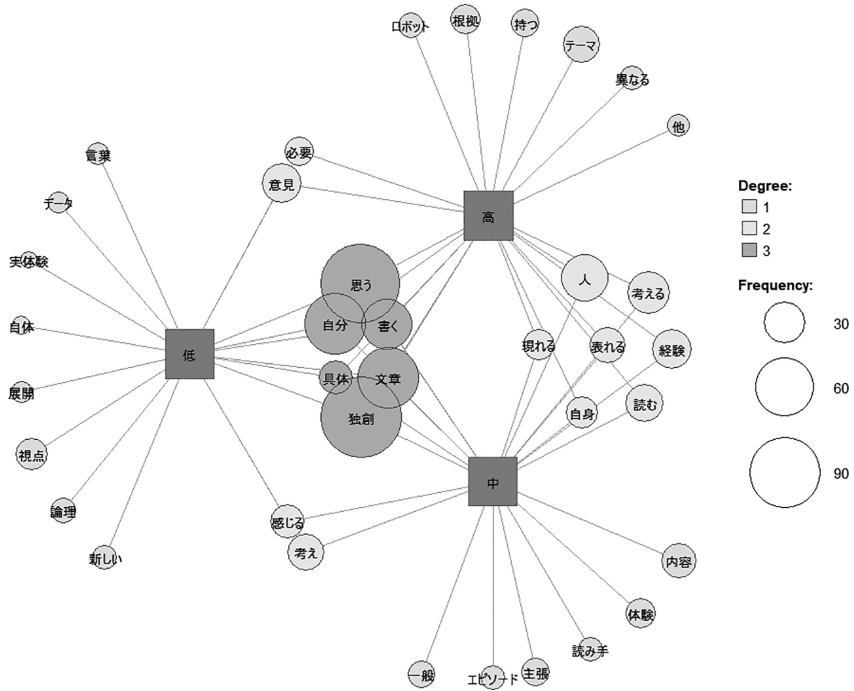 ロボット
根拠
持つ
テーマ
異なる
他
必要
意見
言葉
データ
実体験
自体
展開
視点
論理
新しい
高
低
中
思う
自分
書く
具体
文章
独創
人
考える
現れる
表れる
経験
自身
読む
感じる
考え
内容
体験
読み手
主張
エピソード
一般
Degree:
1
2
3
Frequency:
30
60
90